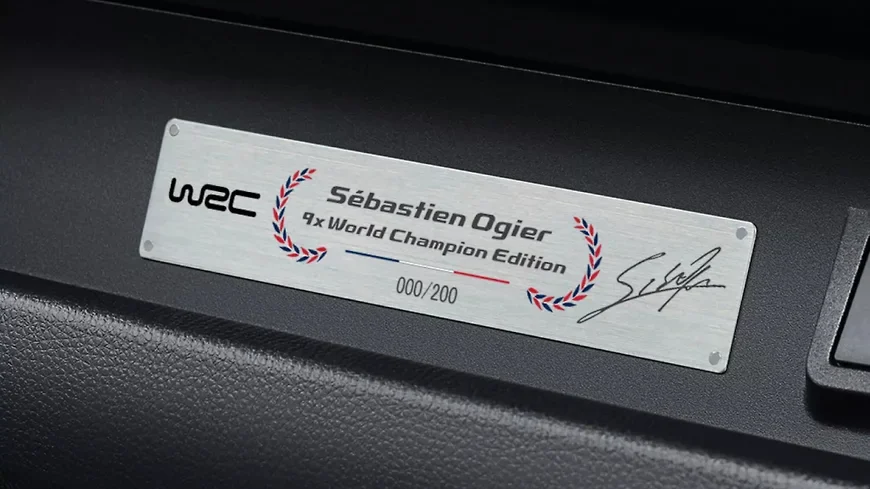 WRC
Sébastien Ogier
9x World Champion Edition
000/200